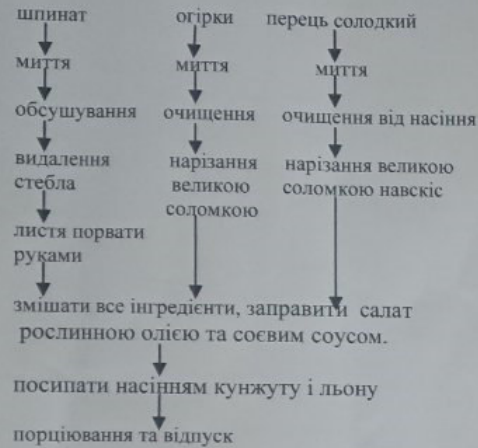 шпинат
огірки
перець солодкий
миття
миття
миття
обсушування
очищення
очищення від насіння
видалення
стебла
нарізання
великою
соломкою
нарізання великою
соломкою навскіс
листя порвати
руками
змішати все інгредієнти, заправити салат
рослинною олією та соєвим соусом.
посипати насінням кунжуту і льону
порціювання та відпуск